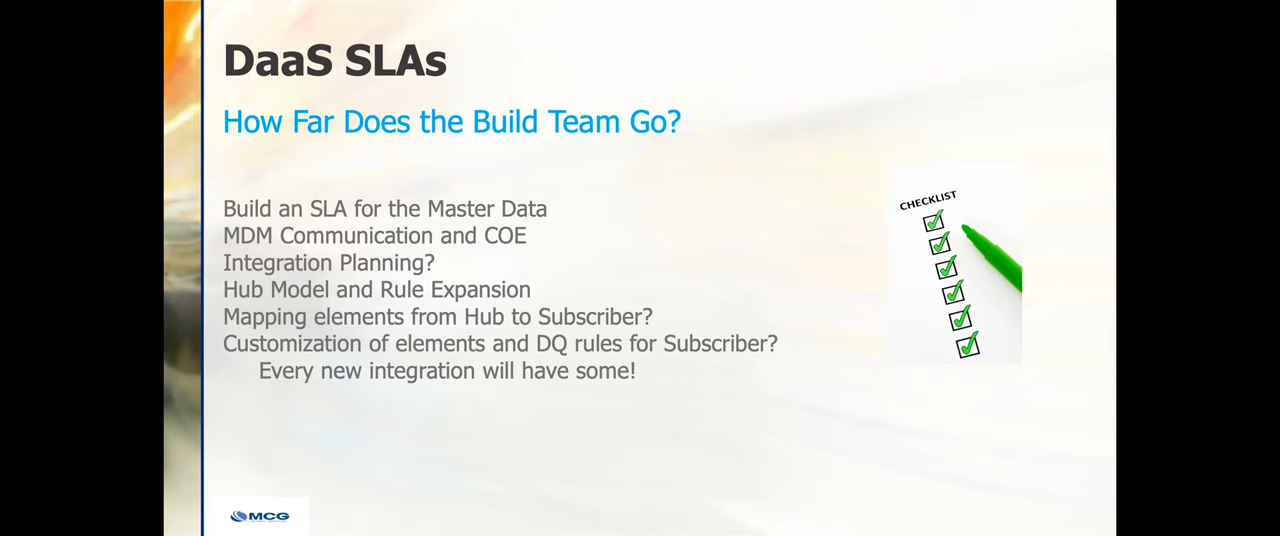 DaaS SLAs
How Far Does the Build Team Go?
Build an SLA for the Master Data
MDM Communication and COE
Integration Planning?
Hub Model and Rule Expansion
Mapping elements from Hub to Subscriber?
Customization of elements and DQ rules for Subscriber?
Every new integration will have some!
CHECKLIST
MCG